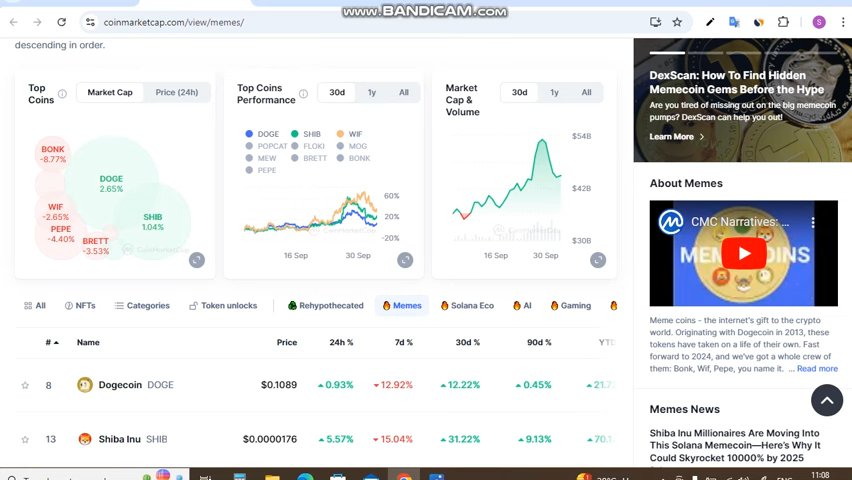 www.BANDICAM.com
coinmarketcap.com/view/memes/
S
descending in order.
Top Coins
Market Cap
Price (24h)
BONK
-8.77%
DOGE
2.65%
WIF
-2.65%
SHIB
1.04%
PEPE
-4.40%
BRETT
-3.53%
CoinMarketCap
Top Coins Performance
30d
1y
All
DOGE
SHIB
WIF
POPCAT
FLOKI
MOG
MEW
BRETT
BONK
PEPE
60%
20%
-20%
16 Sep
30 Sep
Market Cap & Volume
30d
1y
All
$54B
$42B
$30B
16 Sep
30 Sep
All
NFTs
Categories
Token unlocks
Rehypothecated
Memes
Solana Eco
AI
Gaming
# Name Price 24h % 7d % 30d % 90d % YTD
8 Dogecoin DOGE $0.1089 0.93% 12.92% 12.22% 0.45% 21.7
13 Shiba Inu SHIB $0.0000176 5.57% 15.04% 31.22% 9.13% 70.1
DexScan: How To Find Hidden
Memecoin Gems Before the Hype
Are you tired of missing out on the big memecoin
pumps? DexScan can help you out!
Learn More
About Memes
CMC Narratives: ...
Meme coins - the internet's gift to the crypto
world. Originating with Dogecoin in 2013, these
tokens have taken on a life of their own. Fast
forward to 2024, and we've got a whole crew of
them: Bonk, Wif, Pepe, you name it. ... Read more
Memes News
Shiba Inu Millionaires Are Moving Into
This Solana Memecoin—Here's Why It
Could Skyrocket 10000% by 2025
ENG
11:08